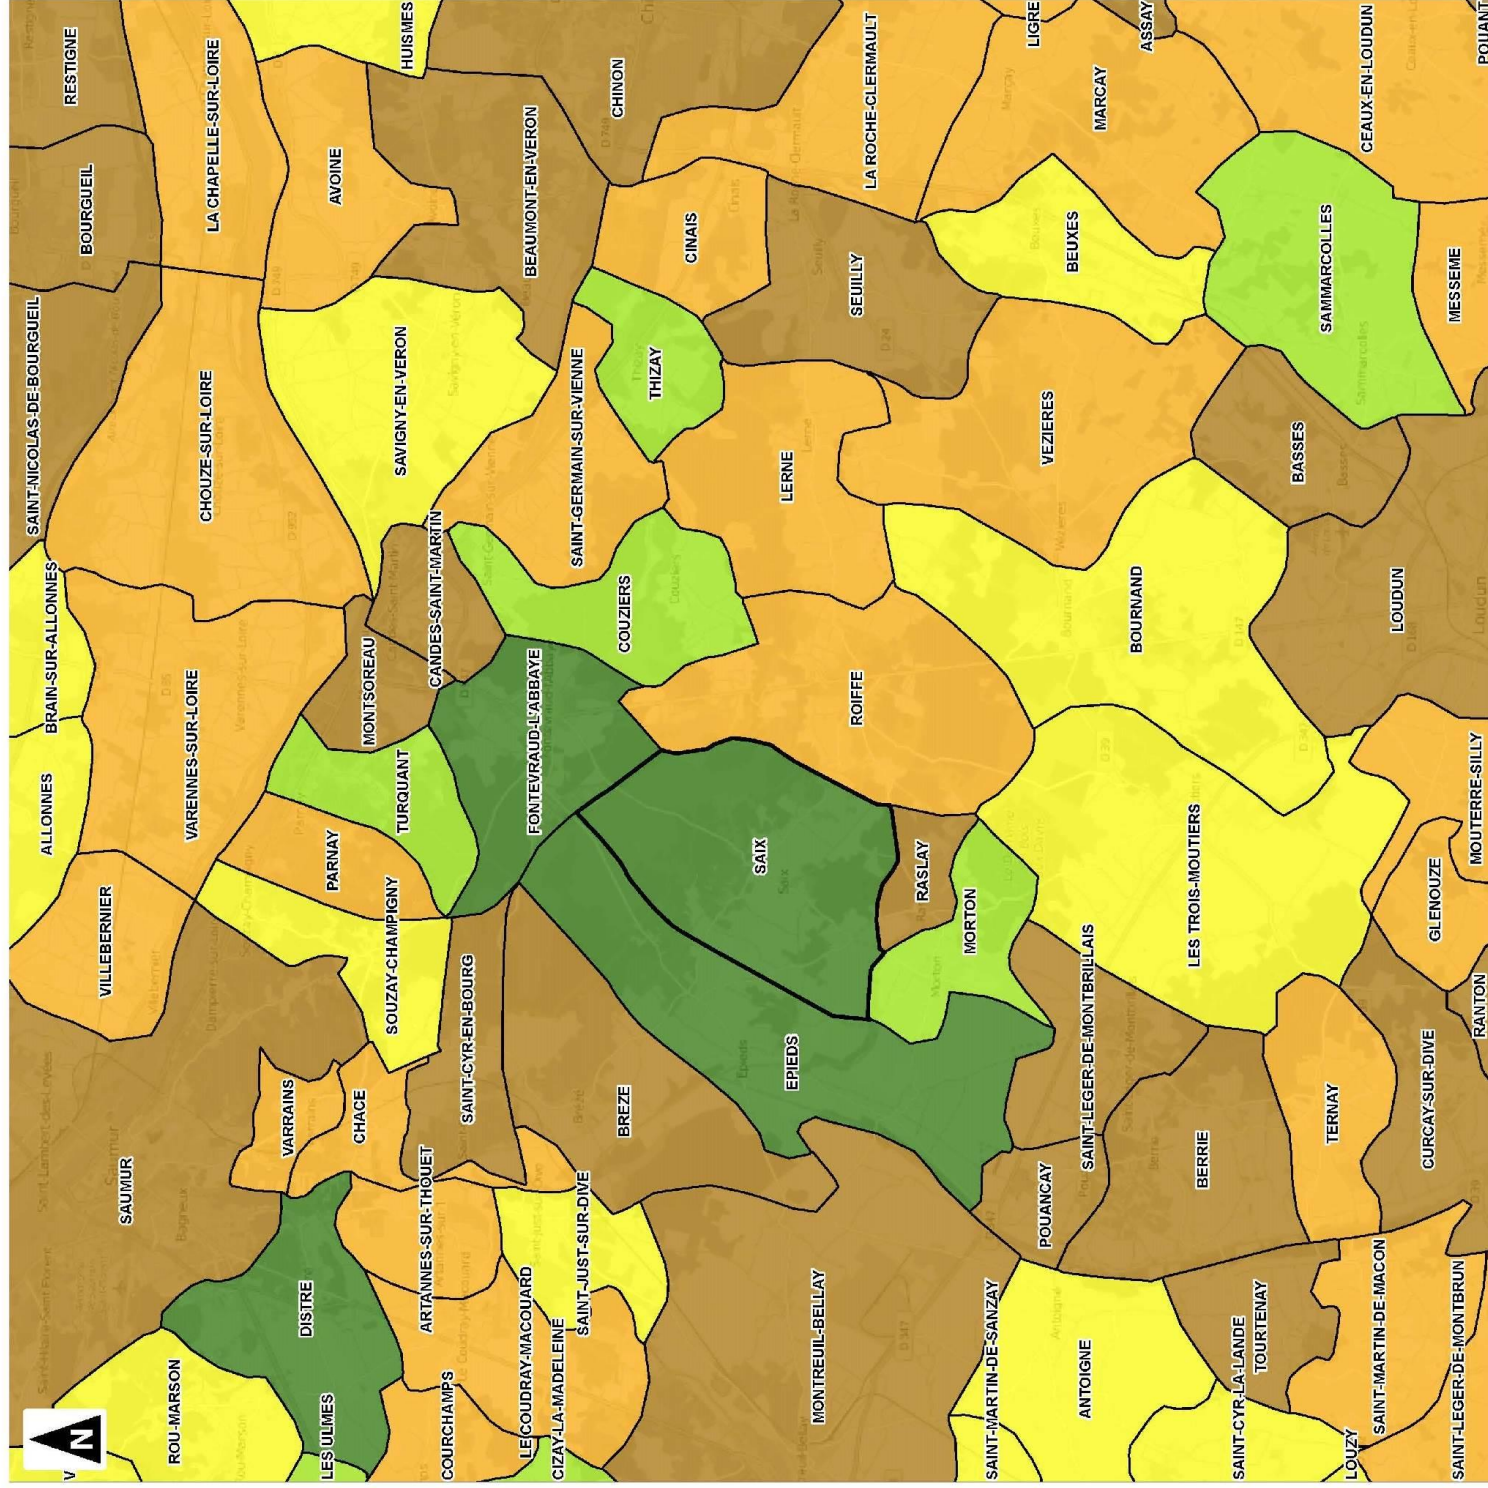 SAINT-NICOLAS-DE-BOURGUEIL
ALLONNES
BRAIN-SUR-ALLONNES
V
RESTIGNE
N
BOURGUEIL
VILLEBERNIER
SAUMUR
ROU-MARSON
VARENNES-SUR-LOIRE
CHOUZE-SUR-LOIRE
LA CHAPELLE-SUR-LOIRE
VARRAINS
DISTRE
LES ULMES
PARNAY
AVOINE
CHACE
MONTSOREAU
SOUZAY-CHAMPIGNY
TURQUANT
SAVIGNY-EN-VERON
HUISMES
ARTANNES-SUR-THOUET
CANDES-SAINT-MARTIN
COURCHAMPS
SAINT-CYR-EN-BOURG
LE COUDRAY-MACOUARD
FONTEVRAUD-L'ABBAYE
BEAUMONT-EN-VERON
CIZAY-LA-MADELEINE
SAINT-JUST-SUR-DIVE
SAINT-GERMAIN-SUR-VIENNE
BREZE
COUZIERS
CHINON
THIZAY
CINAIS
SAIX
LERNE
EPIEDS
MONTREUIL-BELLAY
ROIFFE
SEUILLY
LA ROCHE-CLERMAULT
RASLAY
MORTON
SAINT-MARTIN-DE-SANZAY
LIGRE
POUANCAY
VEZIERES
BEUXES
ANTOIGNE
SAINT-LEGER-DE-MONTBRILLAIS
MARCAY
BOURNAND
ASSAY
LES TROIS-MOUTIERS
BERRIE
SAINT-CYR-LA-LANDE
TOURTENAY
BASSES
SAMMARCOLLES
TERNAY
LOUZY
CEAUX-EN-LOUDUN
SAINT-MARTIN-DE-MACON
LOUDUN
CURCAY-SUR-DIVE
GLENOUZE
MESSEME
SAINT-LEGER-DE-MONTBRUN
MOUTERRE-SILLY
RANTON
POUANT